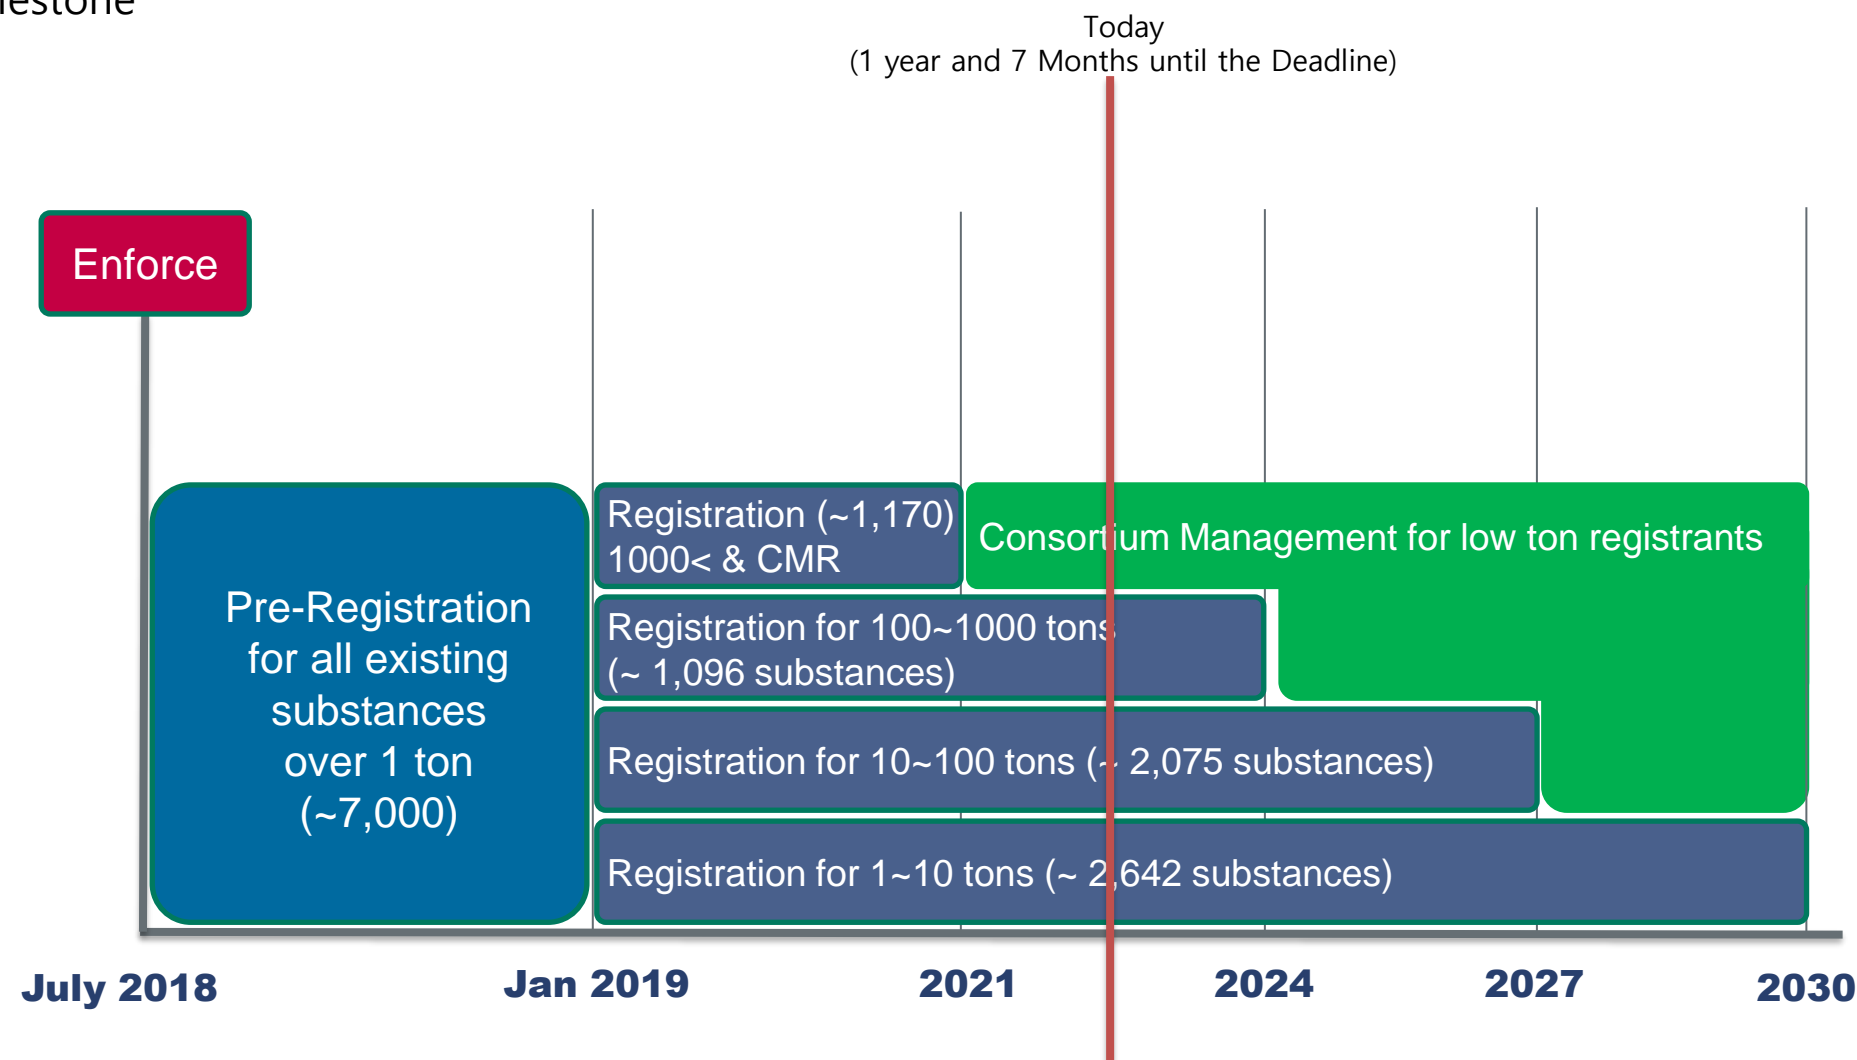 Today
(1 year and 7 Months until the Deadline)
Enforce
Pre-Registration
for all existing
substances
over 1 ton
(~7,000)
Registration (~1,170)
1000< & CMR
Consortium Management for low ton registrants
Registration for 100~1000 tons
(~ 1,096 substances)
Registration for 10~100 tons (~ 2,075 substances)
Registration for 1~10 tons (~ 2,642 substances)
July 2018
Jan 2019
2021
2024
2027
2030